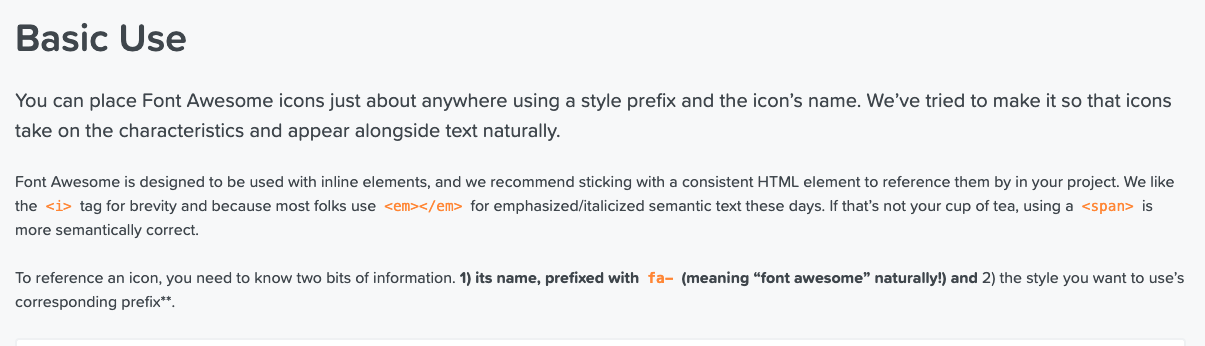 Basic Use
You can place Font Awesome icons just about anywhere using a style prefix and the icon’s name. We’ve tried to make it so that icons
take on the characteristics and appear alongside text naturally.
Font Awesome is designed to be used with inline elements, and we recommend sticking with a consistent HTML element to reference them by in your project. We like
the <i> tag for brevity and because most folks use <em></em> for emphasized/italicized semantic text these days. If that’s not your cup of tea, using a <span> is
more semantically correct.
To reference an icon, you need to know two bits of information. 1) its name, prefixed with fa- (meaning “font awesome” naturally!) and 2) the style you want to use’s
corresponding prefix**.